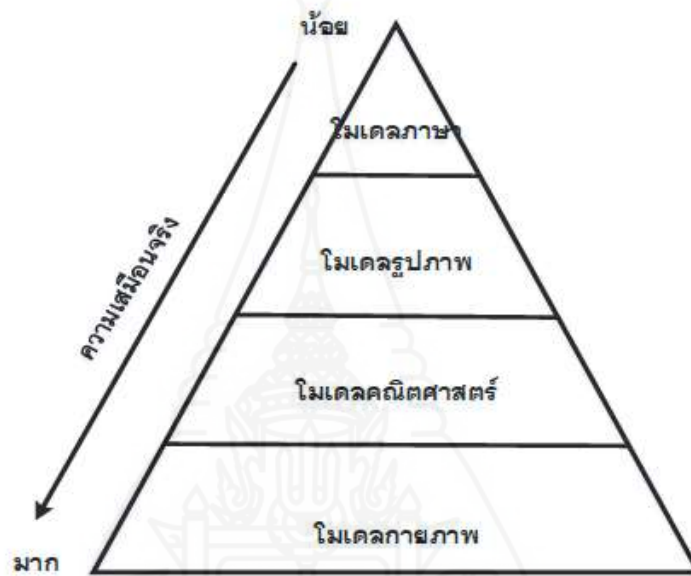 น้อย
โมเดลภาษา
ความเสมือนจริง
โมเดลรูปภาพ
โมเดลคณิตศาสตร์
โมเดลกายภาพ
มาก